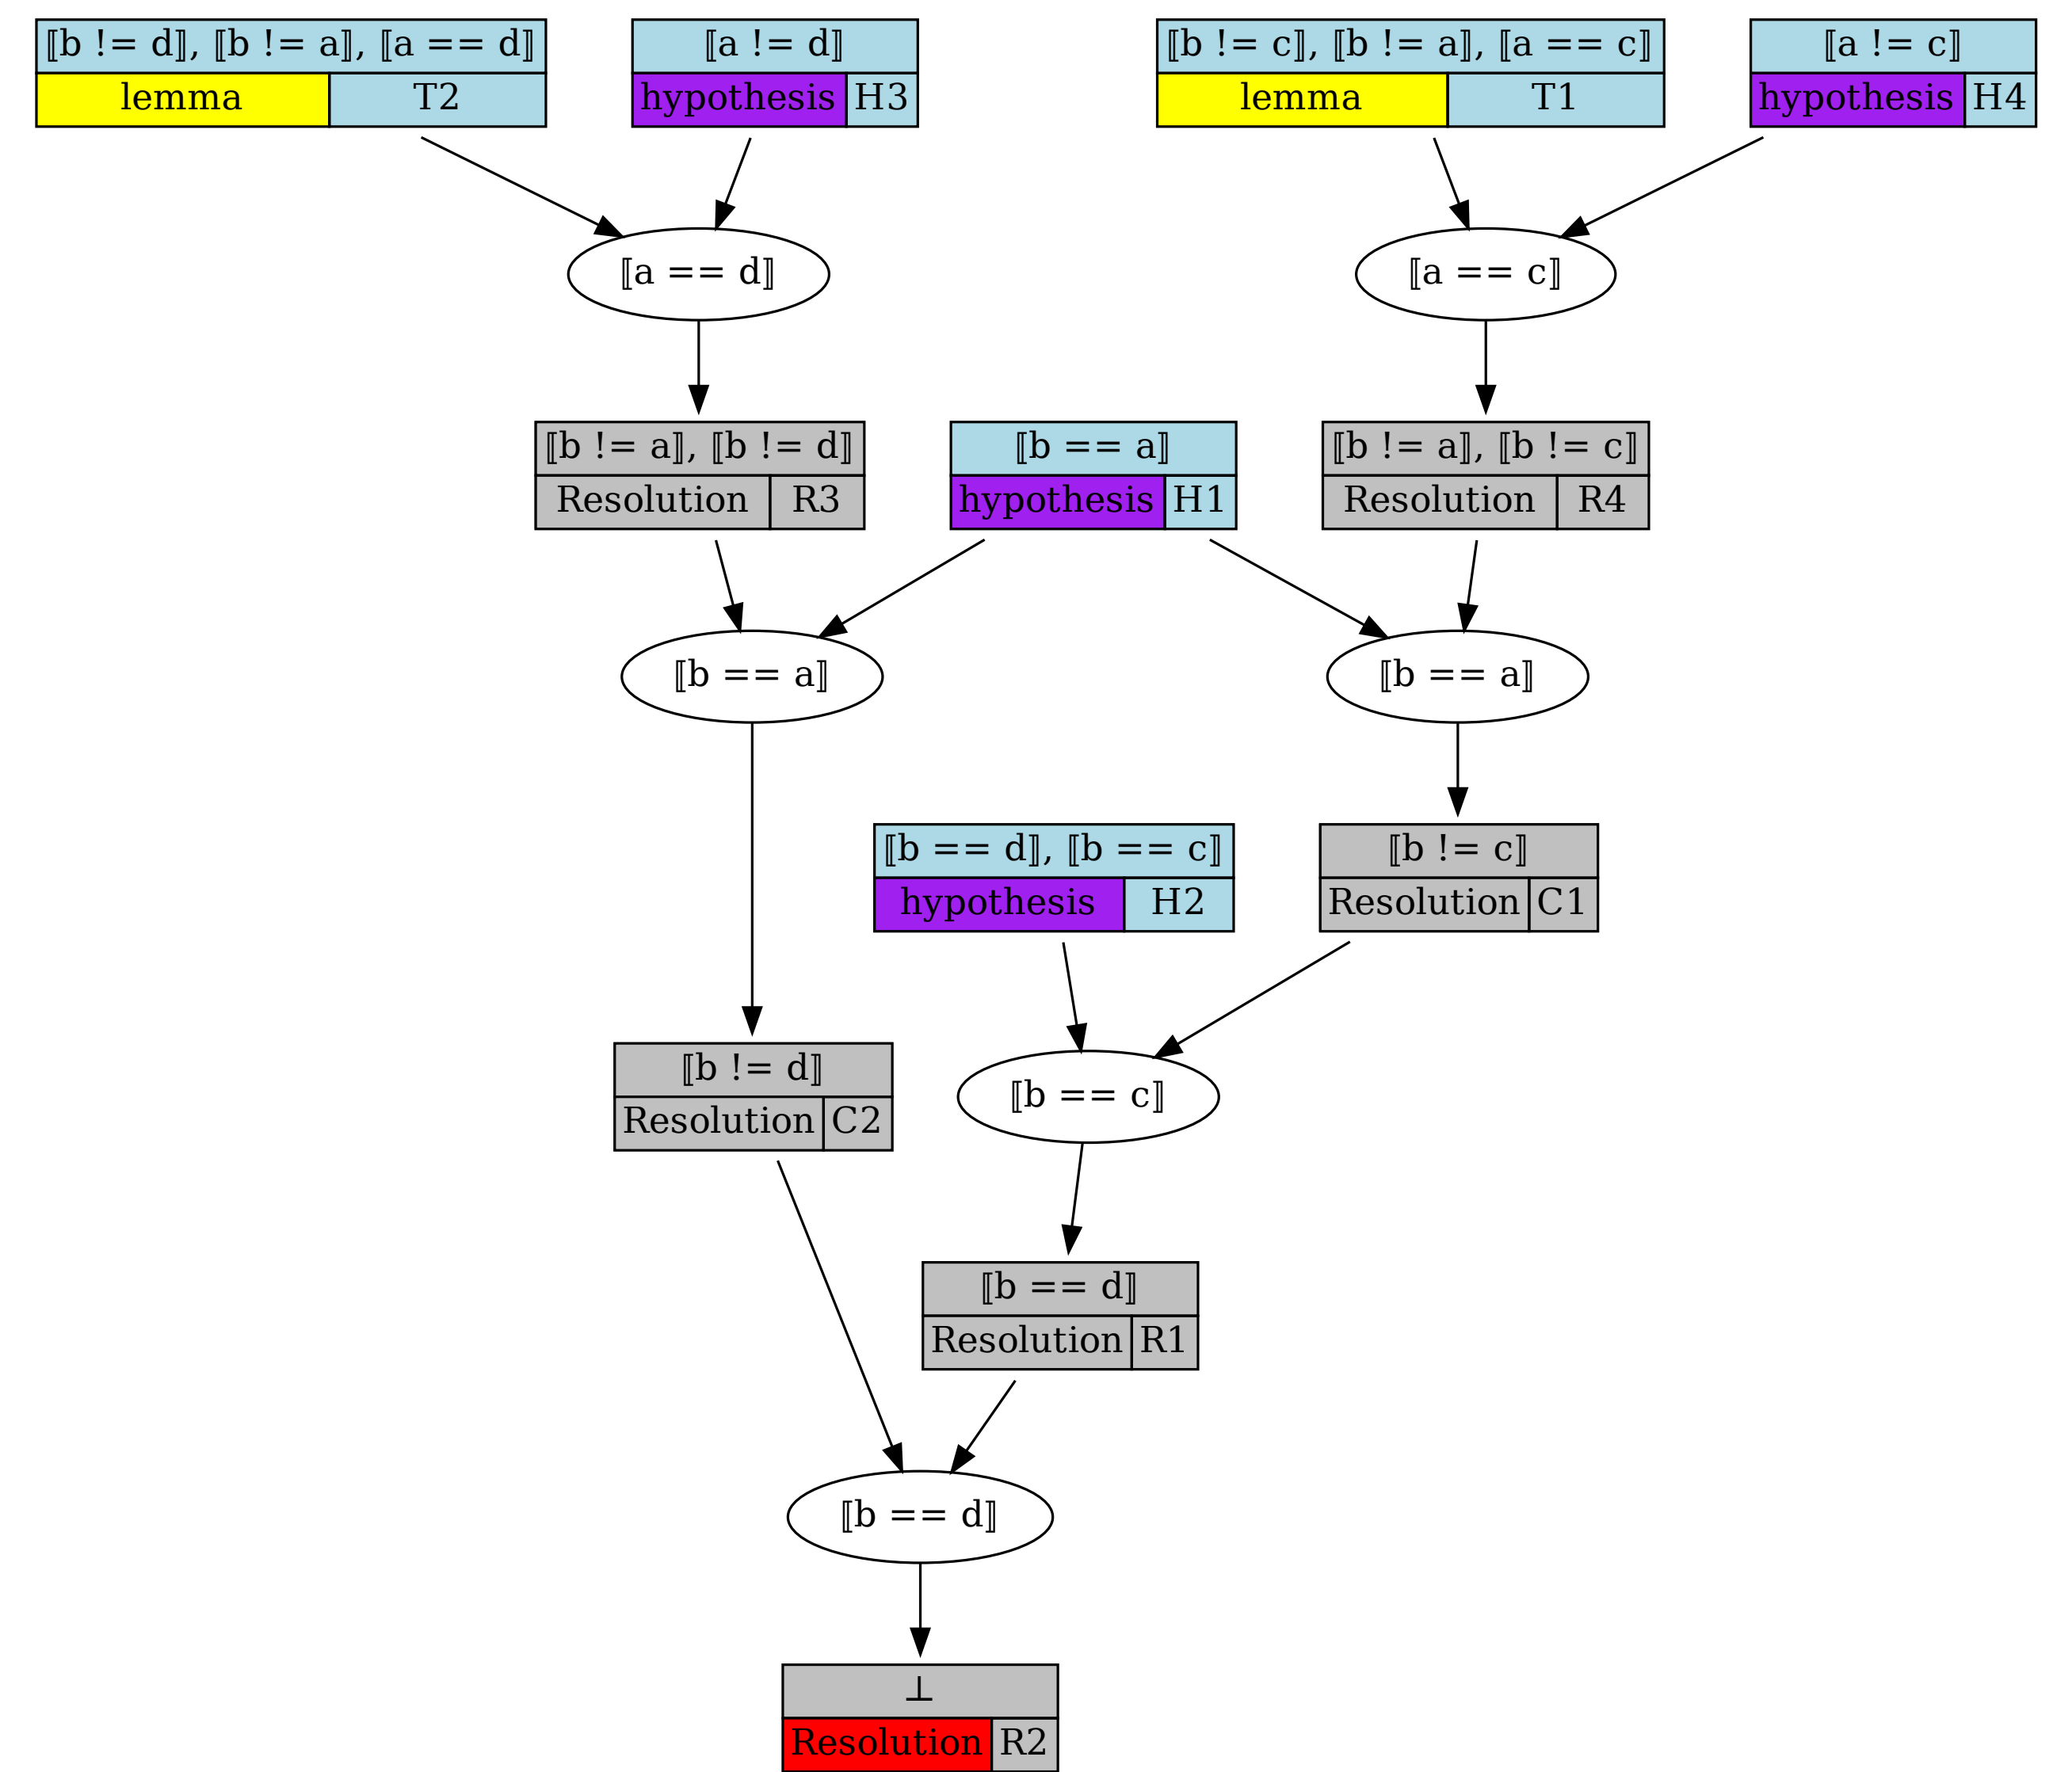 ⟦b != d⟧, ⟦b != a⟧, ⟦a == d⟧
lemma T2
⟦a != d⟧
hypothesis H3
⟦b != c⟧, ⟦b != a⟧, ⟦a == c⟧
lemma T1
⟦a != c⟧
hypothesis H4
⟦a == d⟧
⟦a == c⟧
⟦b != a⟧, ⟦b != d⟧
Resolution R3
⟦b == a⟧
hypothesis H1
⟦b != a⟧, ⟦b != c⟧
Resolution R4
⟦b == a⟧
⟦b == a⟧
⟦b == d⟧, ⟦b == c⟧
hypothesis H2
⟦b != c⟧
Resolution C1
⟦b != d⟧
Resolution C2
⟦b == c⟧
⟦b == d⟧
Resolution R1
⟦b == d⟧
⊥
Resolution R2